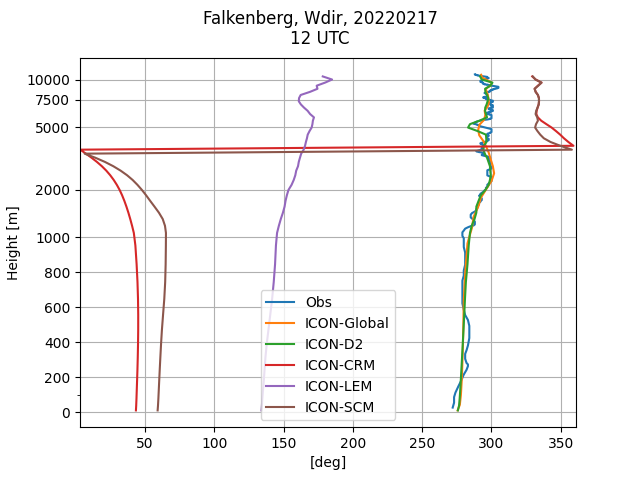 Falkenberg, Wdir, 20220217
12 UTC
10000
7500
5000
2000
1000
800
600
400
200
0
Height [m]
Obs
ICON-Global
ICON-D2
ICON-CRM
ICON-LEM
ICON-SCM
50 100 150 200 250 300 350
[deg]